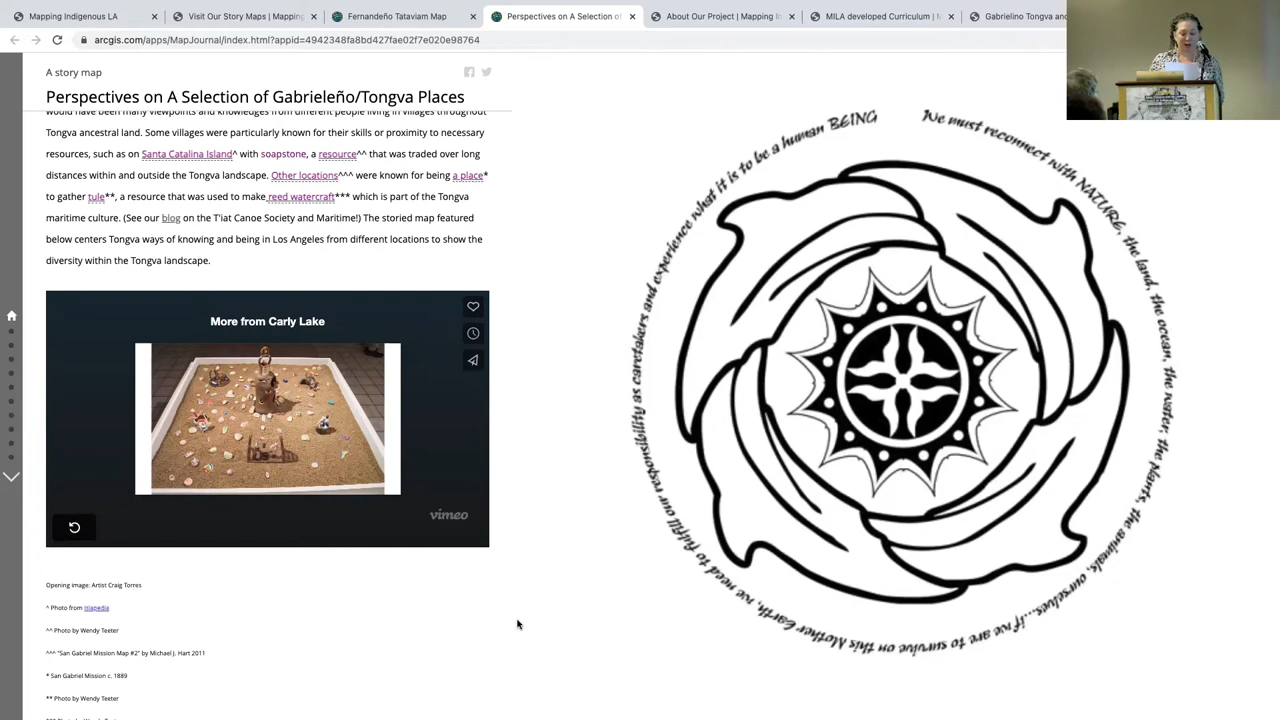 Mapping Indigenous LA
Visit Our Story Maps | Mapping
Fernandeño Tataviam Map
Perspectives on A Selection of
About Our Project | Mapping In
MILA developed Curriculum | M
Gabrielino Tongva and
arcgis.com/apps/MapJournal/index.html?appid=4942348fa8bd427fae02f7e020e98764
A story map
Perspectives on A Selection of Gabrieleño/Tongva Places
would have been many viewpoints and knowledges from different people living in villages throughout
Tongva ancestral land. Some villages were particularly known for their skills or proximity to necessary
resources, such as on Santa Catalina Island^ with soapstone, a resource^^ that was traded over long
distances within and outside the Tongva landscape. Other locations^^^ were known for being a place*
to gather tule**, a resource that was used to make reed watercraft*** which is part of the Tongva
maritime culture. (See our blog on the T'iat Canoe Society and Maritime!) The storied map featured
below centers Tongva ways of knowing and being in Los Angeles from different locations to show the
diversity within the Tongva landscape.
More from Carly Lake
vimeo
Opening image: Artist Craig Torres
^ Photo from Islapedia
^^ Photo by Wendy Teeter
^^^ "San Gabriel Mission Map #2" by Michael J. Hart 2011
* San Gabriel Mission c. 1889
** Photo by Wendy Teeter
We must reconnect with NATURE, the land, the ocean, the water, the plants, the animals, ourselves...if we are to survive on this Mother Earth, we need to fulfill our responsibility as caretakers and experience what it is to be a human BEING